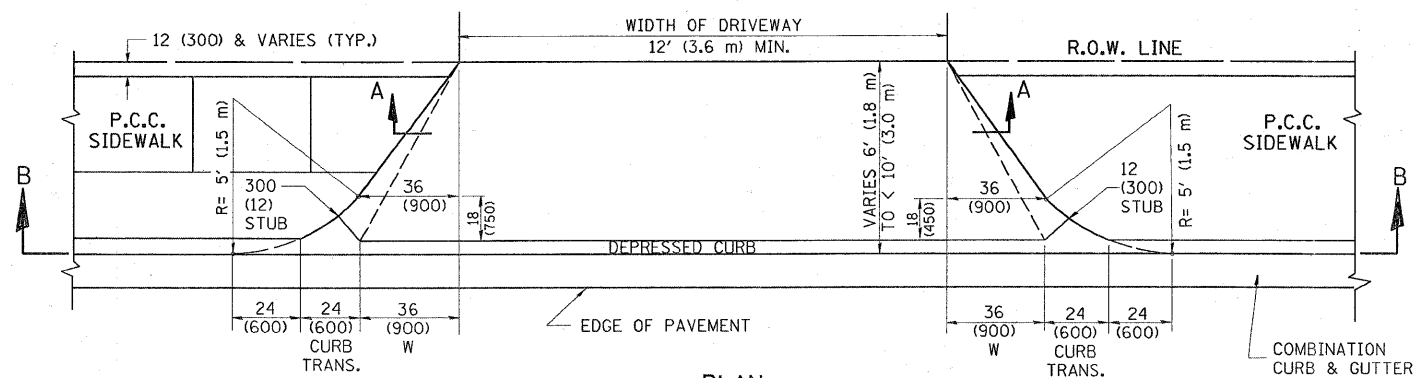 WIDTH OF DRIVEWAY
12' (3.6 m) MIN.
12 (300) & VARIES (TYP.)
R.O.W. LINE
A
A
P.C.C.
SIDEWALK
P.C.C.
SIDEWALK
B
B
R= 5' (1.5 m)
300
(12)
STUB
36
(900)
18
(750)
VARIES 6' (1.8 m)
TO < 10' (3.0 m)
36
(900)
18
(450)
12
(300)
STUB
R= 5' (1.5 m)
DEPRESSED CURB
24
(600)
24
(600)
CURB
TRANS.
36
(900)
W
EDGE OF PAVEMENT
36
(900)
W
24
(600)
CURB
TRANS.
24
(600)
COMBINATION
CURB & GUTTER
PLAN